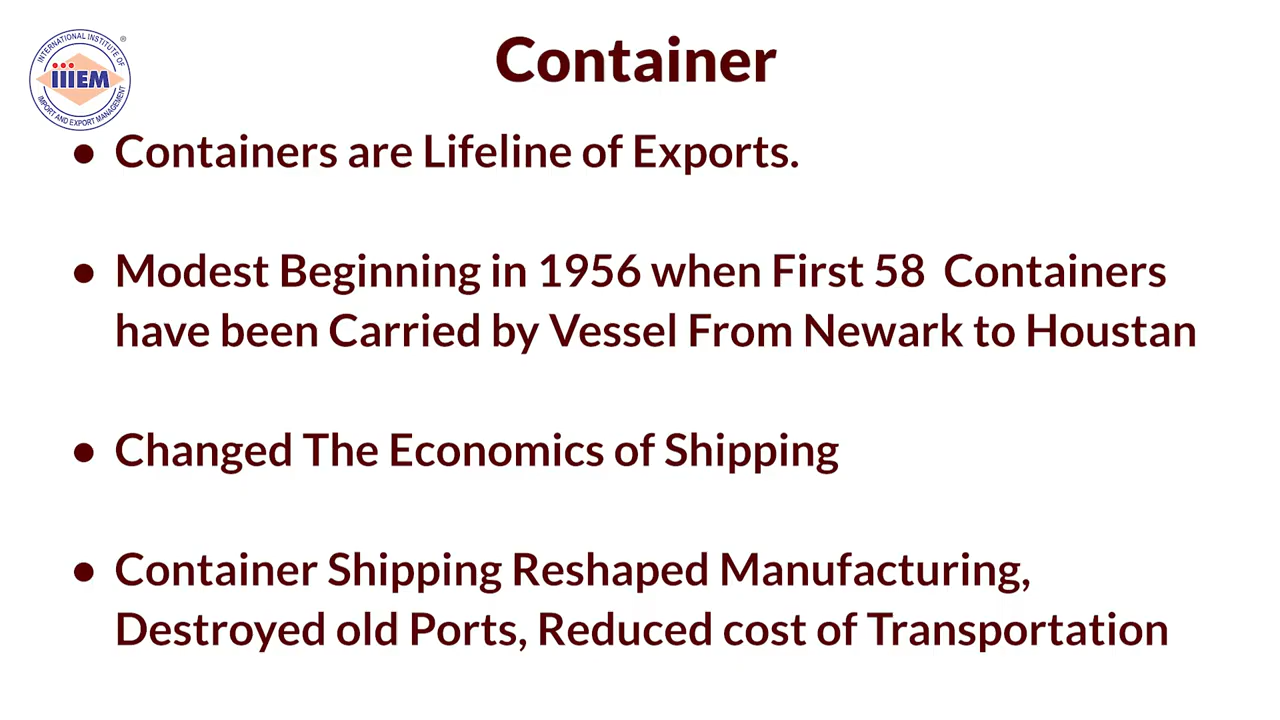 INTERNATIONAL INSTITUTE OF
®
iiiEM
IMPORT AND EXPORT MANAGEMENT
Container
● Containers are Lifeline of Exports.
● Modest Beginning in 1956 when First 58 Containers
have been Carried by Vessel From Newark to Houstan
● Changed The Economics of Shipping
● Container Shipping Reshaped Manufacturing,
Destroyed old Ports, Reduced cost of Transportation